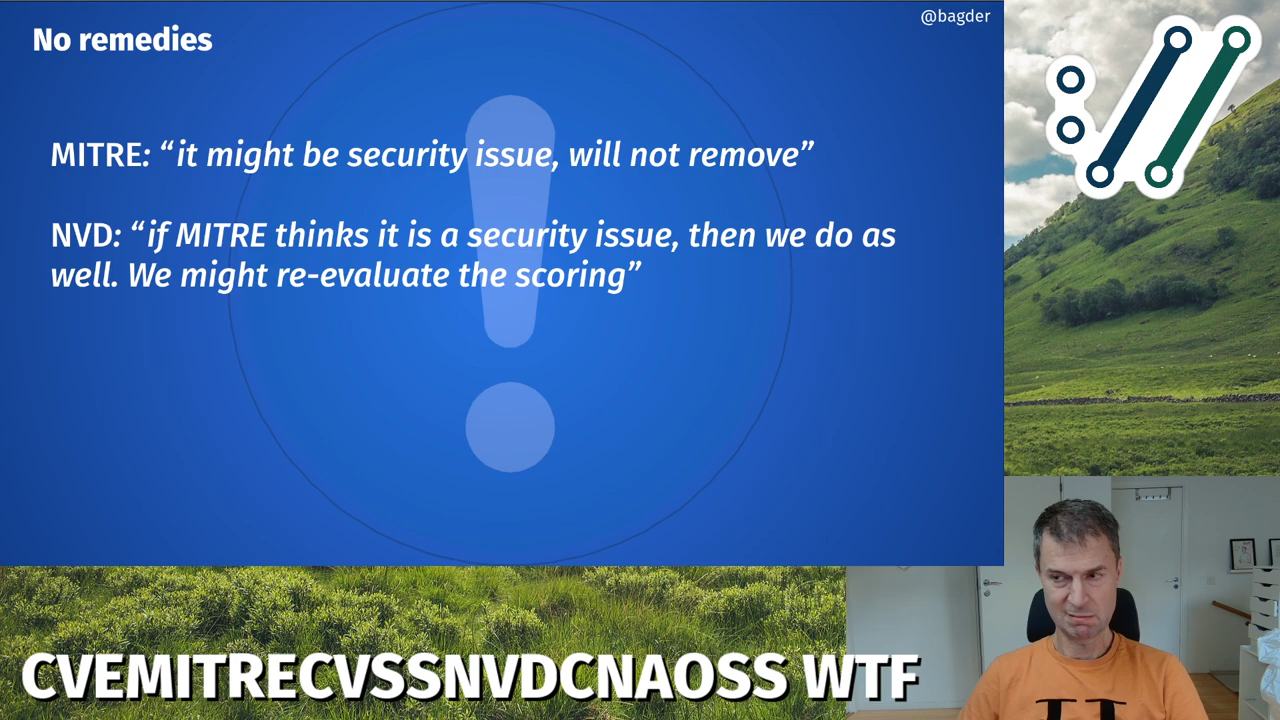 @bagder
No remedies
MITRE: “it might be security issue, will not remove”
NVD: “if MITRE thinks it is a security issue, then we do as
well. We might re-evaluate the scoring”
CVEMITRECVSSNVDCNAOSS WTF